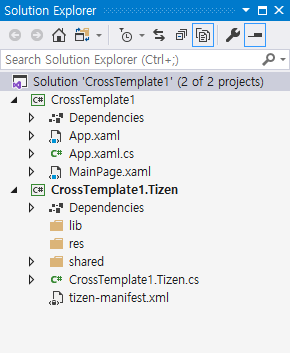 Solution Explorer
Search Solution Explorer (Ctrl+;)
Solution 'CrossTemplate1' (2 of 2 projects)
C# CrossTemplate1
Dependencies
App.xaml
C# App.xaml.cs
MainPage.xaml
C# CrossTemplate1.Tizen
Dependencies
lib
res
shared
C# CrossTemplate1.Tizen.cs
tizen-manifest.xml